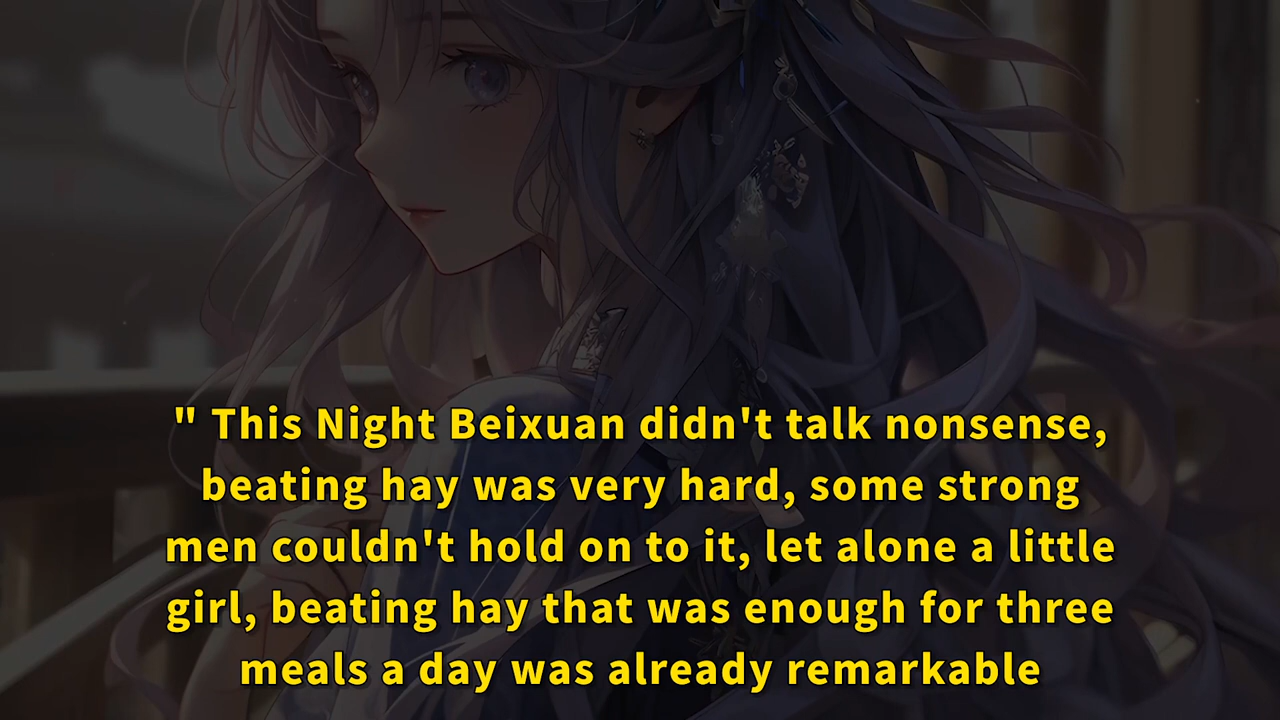 " This Night Beixuan didn't talk nonsense,
beating hay was very hard, some strong
men couldn't hold on to it, let alone a little
girl, beating hay that was enough for three
meals a day was already remarkable